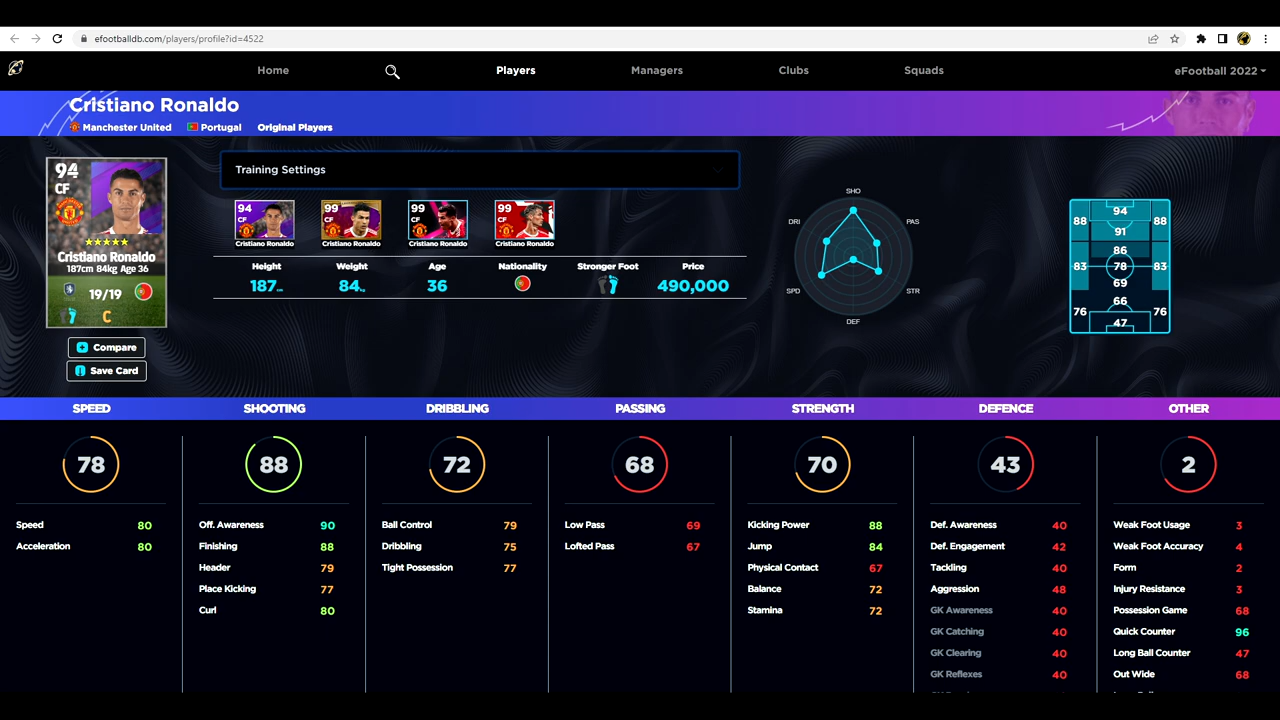 efootballdb.com/players/profile?id=4522
Home
Players
Managers
Clubs
Squads
eFootball 2022
Cristiano Ronaldo
Manchester United
Portugal
Original Players
94
CF
Cristiano Ronaldo
187cm 84kg Age 36
19/19
C
Compare
Save Card
Training Settings
94
CF
Cristiano Ronaldo
99
CF
Cristiano Ronaldo
99
CF
Cristiano Ronaldo
99
CF
Cristiano Ronaldo
Height Weight Age Nationality Stronger Foot Price
187 84 36 490,000
SHO
DRI PAS
SPD STR
DEF
94
88 88
91
86
83 78 83
69
66
76 76
47
SPEED SHOOTING DRIBBLING PASSING STRENGTH DEFENCE OTHER
78 88 72 68 70 43 2
Speed 80
Acceleration 80
Off. Awareness 90
Finishing 88
Header 79
Place Kicking 77
Curl 80
Ball Control 79
Dribbling 75
Tight Possession 77
Low Pass 69
Lofted Pass 67
Kicking Power 88
Jump 84
Physical Contact 67
Balance 72
Stamina 72
Def. Awareness 40
Def. Engagement 42
Tackling 40
Aggression 48
GK Awareness 40
GK Catching 40
GK Clearing 40
GK Reflexes 40
Weak Foot Usage 3
Weak Foot Accuracy 4
Form 2
Injury Resistance 3
Possession Game 68
Quick Counter 96
Long Ball Counter 47
Out Wide 68